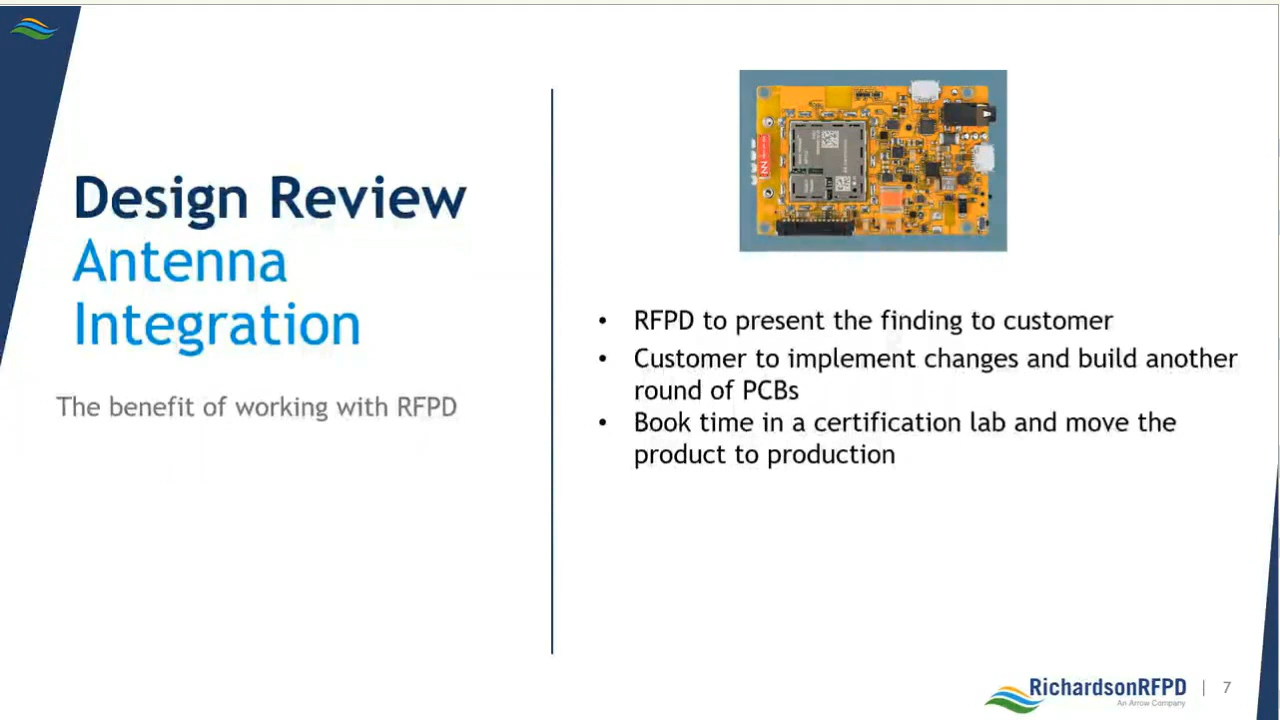 Design Review
Antenna
Integration
The benefit of working with RFPD
NN
• RFPD to present the finding to customer
• Customer to implement changes and build another
round of PCBs
• Book time in a certification lab and move the
product to production
RichardsonRFPD
An Arrow Company
7